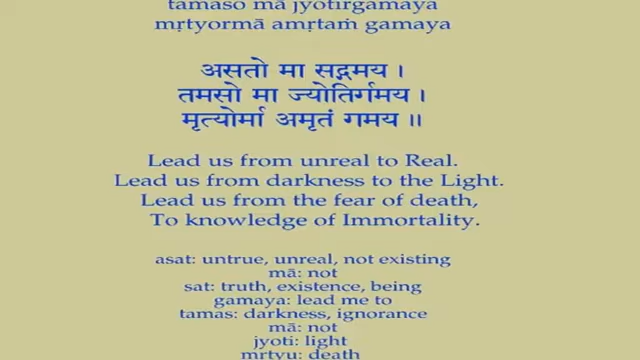 tamaso mā jyotirgamaya
mṛtyormā amṛtaṁ gamaya
असतो मा सद्गमय ।
तमसो मा ज्योतिर्गमय ।
मृत्योर्मा अमृतं गमय ॥
Lead us from unreal to Real.
Lead us from darkness to the Light.
Lead us from the fear of death,
To knowledge of Immortality.
asat: untrue, unreal, not existing
mā: not
sat: truth, existence, being
gamaya: lead me to
tamas: darkness, ignorance
mā: not
jyoti: light
mṛtyu: death